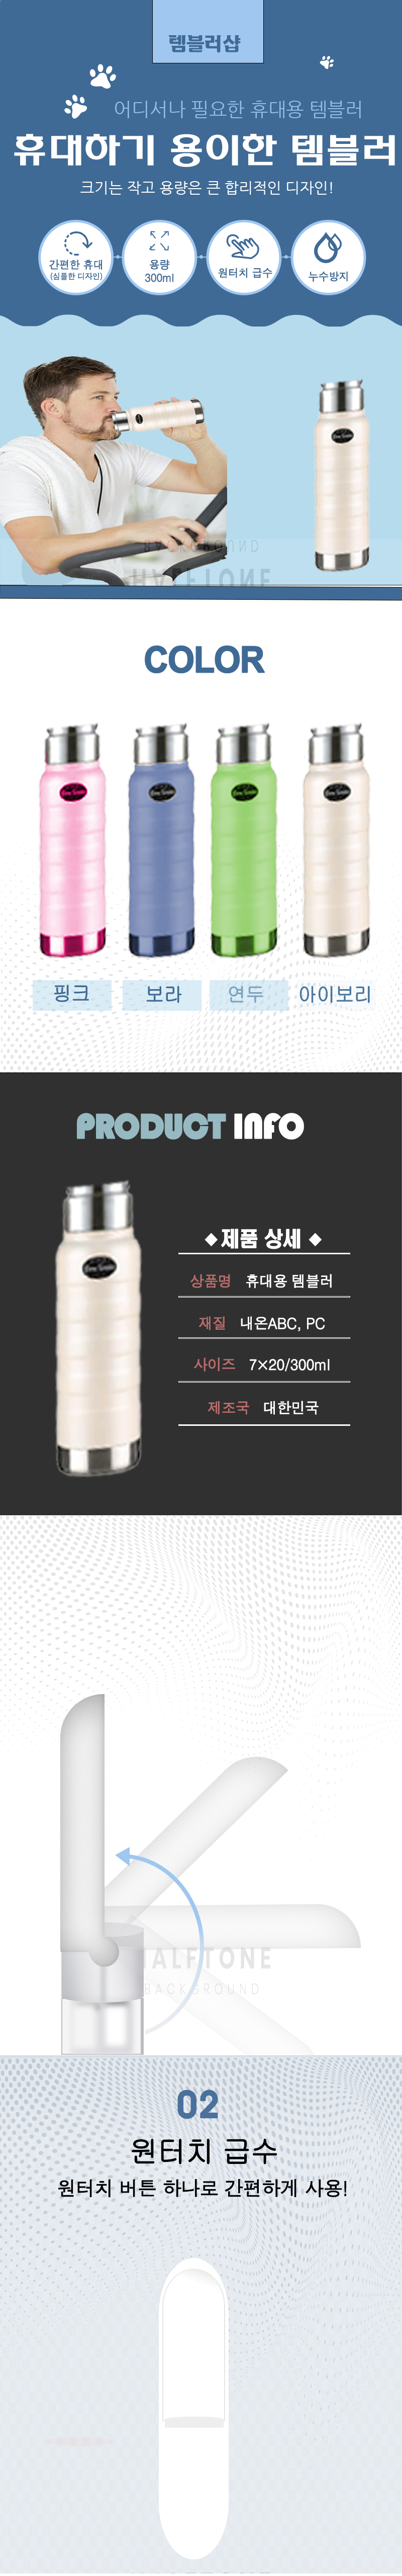 템블러샵
어디서나 필요한 휴대용 템블러
휴대하기 용이한 템블러
크기는 작고 용량은 큰 합리적인 디자인!
간편한 휴대
(심플한 디자인)
용량
300ml
원터치 급수
누수방지
BACKGROUND
HALFTONE
COLOR
핑크 보라 연두 아이보리
PRODUCT INFO
◆제품 상세 ◆
상품명 휴대용 템블러
재질 내온ABC, PC
사이즈 7×20/300ml
제조국 대한민국
HALFTONE
BACKGROUND
02
원터치 급수
원터치 버튼 하나로 간편하게 사용!